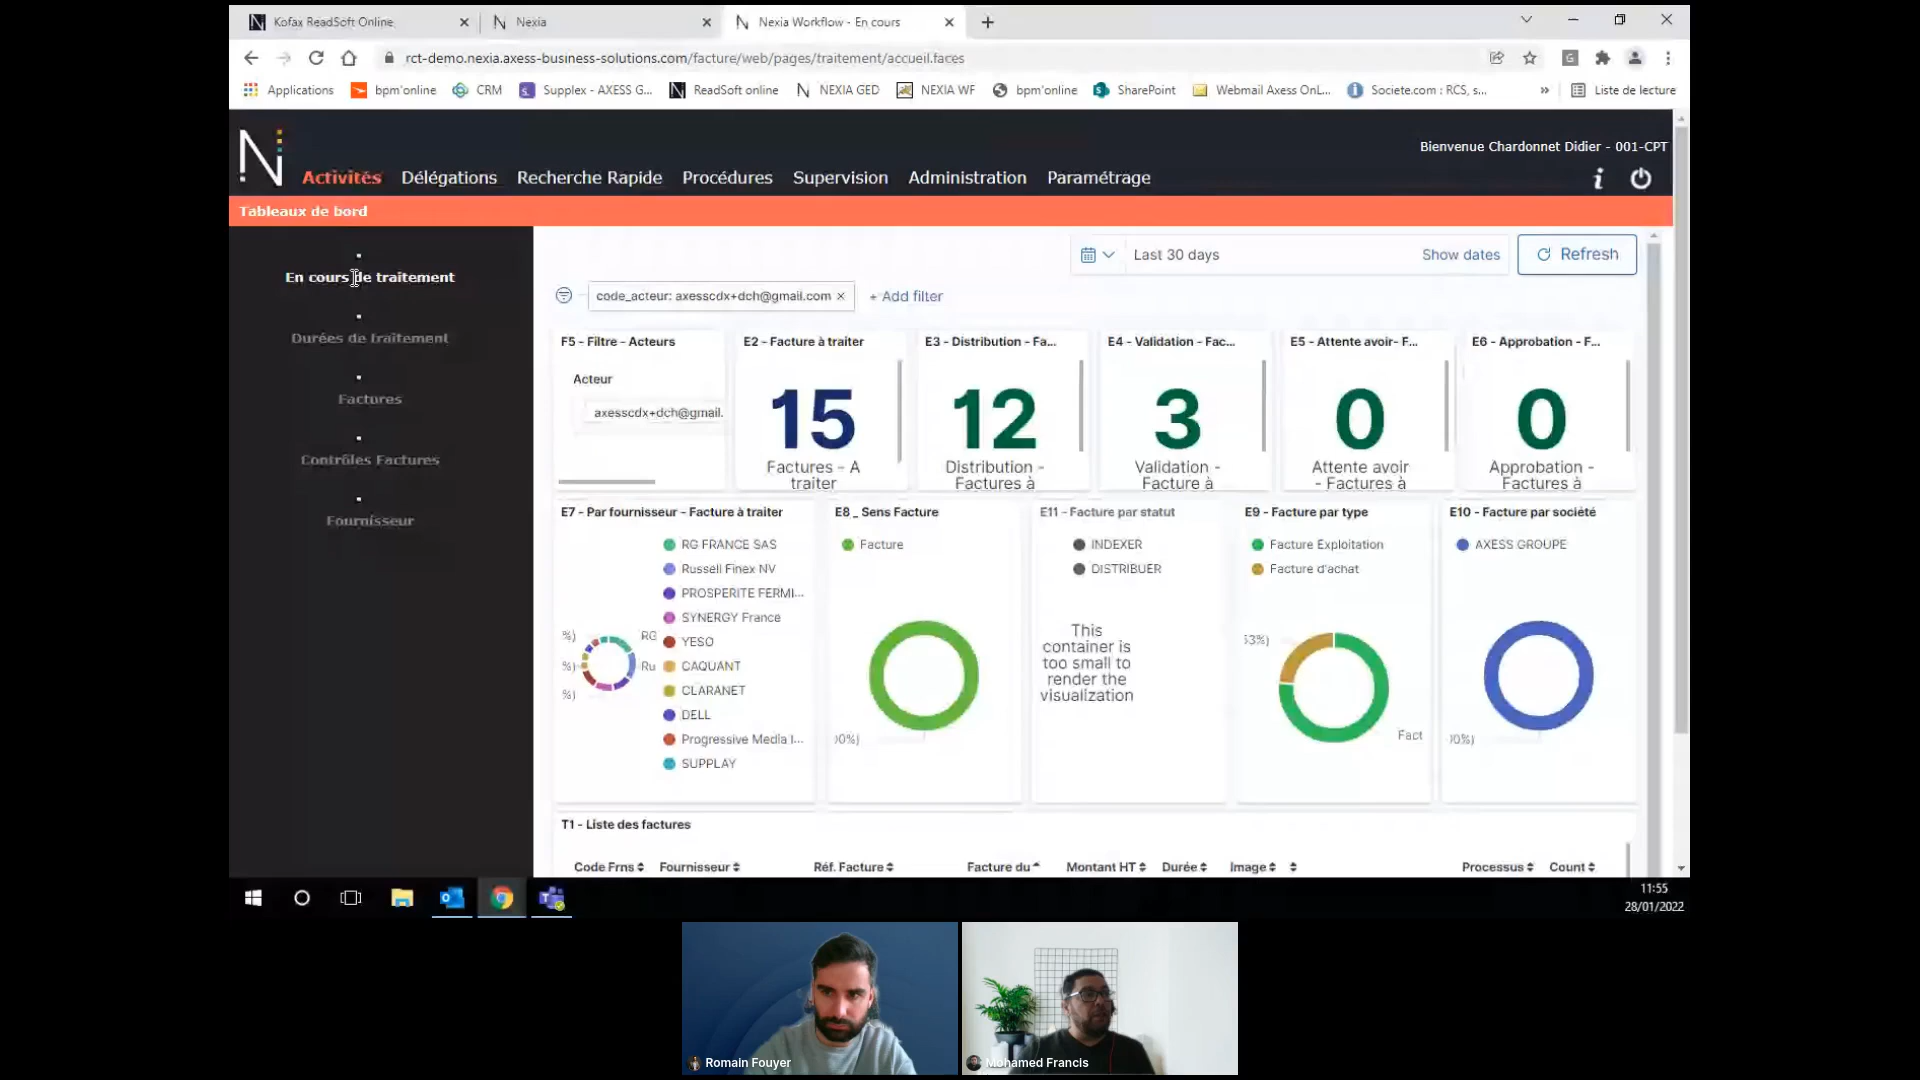 Kofax ReadSoft Online
Nexia
Nexia Workflow - En cours
rct-demo.nexia.axess-business-solutions.com/facture/web/pages/traitement/accueil.faces
Applications
bpm'online
CRM
Supplex - AXESS G...
ReadSoft online
NEXIA GED
NEXIA WF
bpm'online
SharePoint
Webmail Axess OnL...
Societe.com : RCS, s...
»
Liste de lecture
Bienvenue Chardonnet Didier - 001-CPT
Activités Délégations Recherche Rapide Procédures Supervision Administration Paramétrage
Tableaux de bord
En cours de traitement
Durées de traitement
Factures
Contrôles Factures
Fournisseur
Last 30 days
Show dates
Refresh
code_acteur: axesscdx+dch@gmail.com ×
+ Add filter
F5 - Filtre - Acteurs
Acteur
axesscdx+dch@gmail.
E2 - Facture à traiter
15
Factures - A
traiter
E3 - Distribution - Fa...
12
Distribution -
Factures à
E4 - Validation - Fac...
3
Validation -
Facture à
E5 - Attente avoir- F...
0
Attente avoir
- Factures à
E6 - Approbation - F...
0
Approbation -
Factures à
E7 - Par fournisseur - Facture à traiter
RG FRANCE SAS
Russell Finex NV
PROSPERITE FERMI...
SYNERGY France
YESO
CAQUANT
CLARANET
DELL
Progressive Media I...
SUPPLAY
%)
%)
%)
RG
Ru
E8 _ Sens Facture
Facture
00%)
E11 - Facture par statut
INDEXER
DISTRIBUER
This
container is
too small to
render the
visualization
E9 - Facture par type
Facture Exploitation
Facture d'achat
53%)
Fact
E10 - Facture par société
AXESS GROUPE
00%)
T1 - Liste des factures
Code Frns Fournisseur Réf. Facture Facture du Montant HT Durée Image Processus Count
11:55
28/01/2022
Romain Fouyer
Mohamed Francis